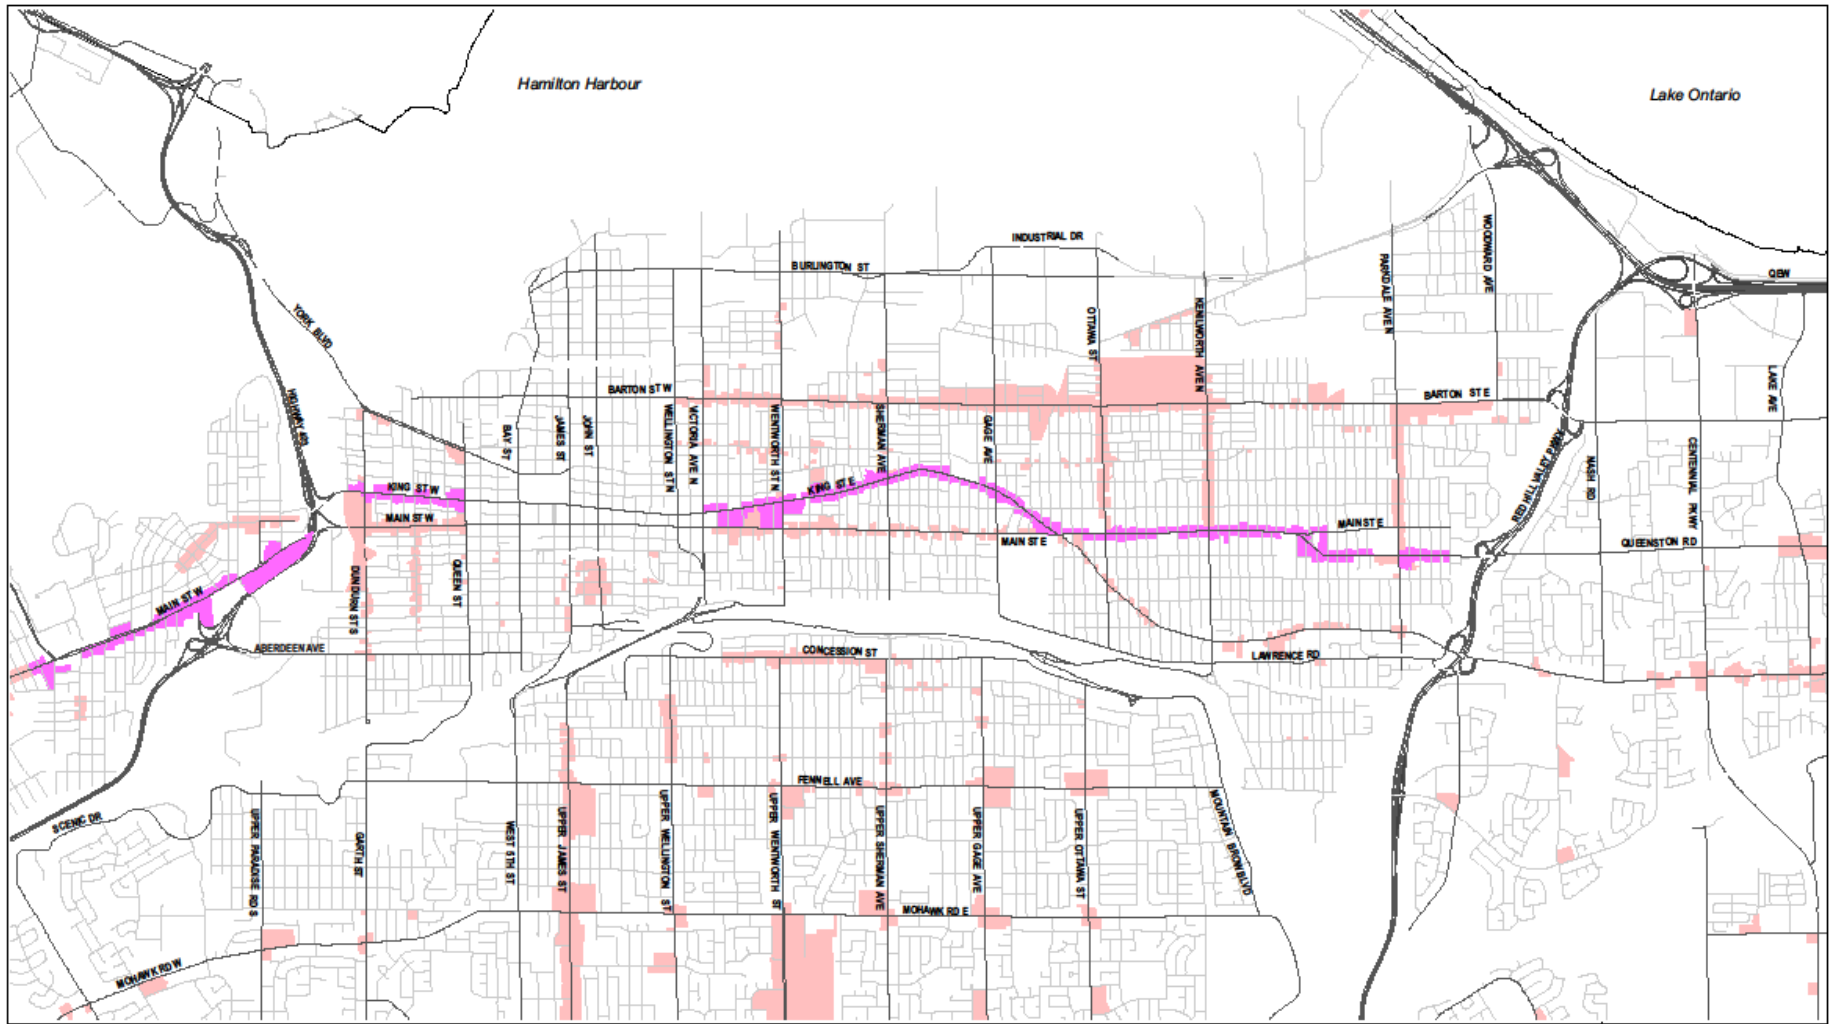 Hamilton Harbour
Lake Ontario
INDUSTRIAL DR
BURLINGTON ST
QEW
WOODWARD AVE
PARKDALE AVE N
KENILWORTH AVE N
OTTAWA ST
YORK BLVD
LAKE AVE
BARTON ST W
BARTON ST E
HIGHWAY 403
BAY ST
JAMES ST
JOHN ST
WELLINGTON ST N
VICTORIA AVE N
WENTWORTH ST N
SHERMAN AVE
GAGE AVE
RED HILL VALLEY PKWY
NASH RD
CENTENNIAL PKWY
KING ST W
KING ST E
MAIN ST W
MAIN ST E
MAIN ST E
QUEENSTON RD
MAIN ST W
DUNDURN ST S
QUEEN ST
ABERDEEN AVE
CONCESSION ST
LAWRENCE RD
FENNELL AVE
SCENIC DR
UPPER PARADISE RD S
GARTH ST
WEST 5TH ST
UPPER JAMES ST
UPPER WELLINGTON ST
UPPER WENTWORTH ST
UPPER SHERMAN AVE
UPPER GAGE AVE
UPPER OTTAWA ST
MOUNTAIN BROW BLVD
MOHAWK RD E
MOHAWK RD W